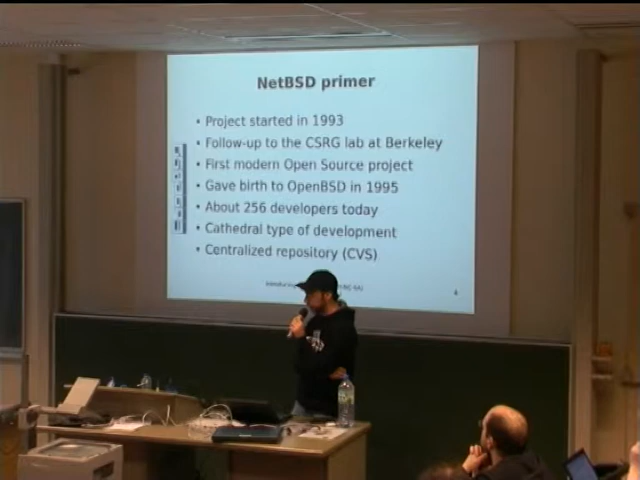 NetBSD primer
• Project started in 1993
• Follow-up to the CSRG lab at Berkeley
• First modern Open Source project
• Gave birth to OpenBSD in 1995
• About 256 developers today
• Cathedral type of development
• Centralized repository (CVS)